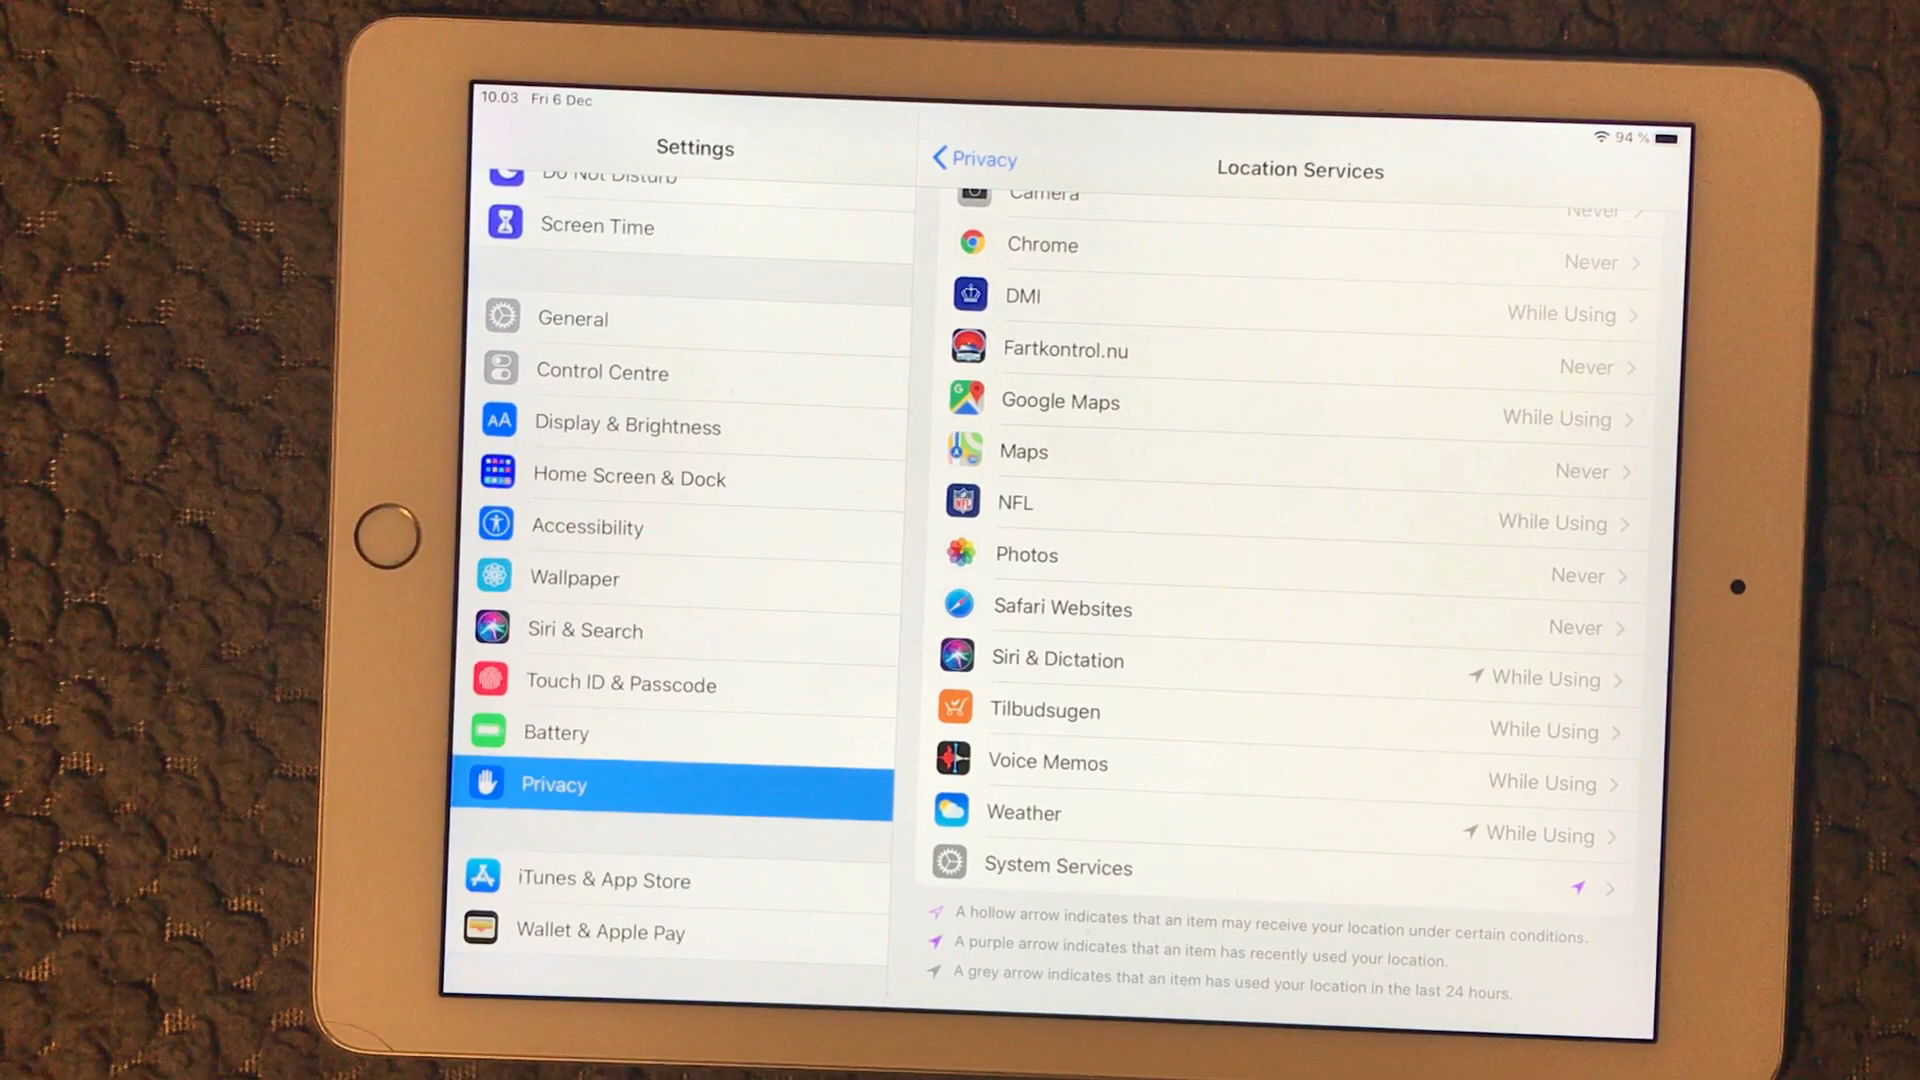 10.03 Fri 6 Dec
94 %
Settings
Do Not Disturb
Screen Time
General
Control Centre
AA
Display & Brightness
Home Screen & Dock
Accessibility
Wallpaper
Siri & Search
Touch ID & Passcode
Battery
Privacy
iTunes & App Store
Wallet & Apple Pay
Privacy
Location Services
Camera
Never
Chrome
Never
DMI
While Using
Fartkontrol.nu
Never
G
Google Maps
While Using
Maps
Never
NFL
NFL
While Using
Photos
Never
Safari Websites
Never
Siri & Dictation
While Using
Tilbudsugen
While Using
Voice Memos
While Using
Weather
While Using
System Services
A hollow arrow indicates that an item may receive your location under certain conditions.
A purple arrow indicates that an item has recently used your location.
A grey arrow indicates that an item has used your location in the last 24 hours.